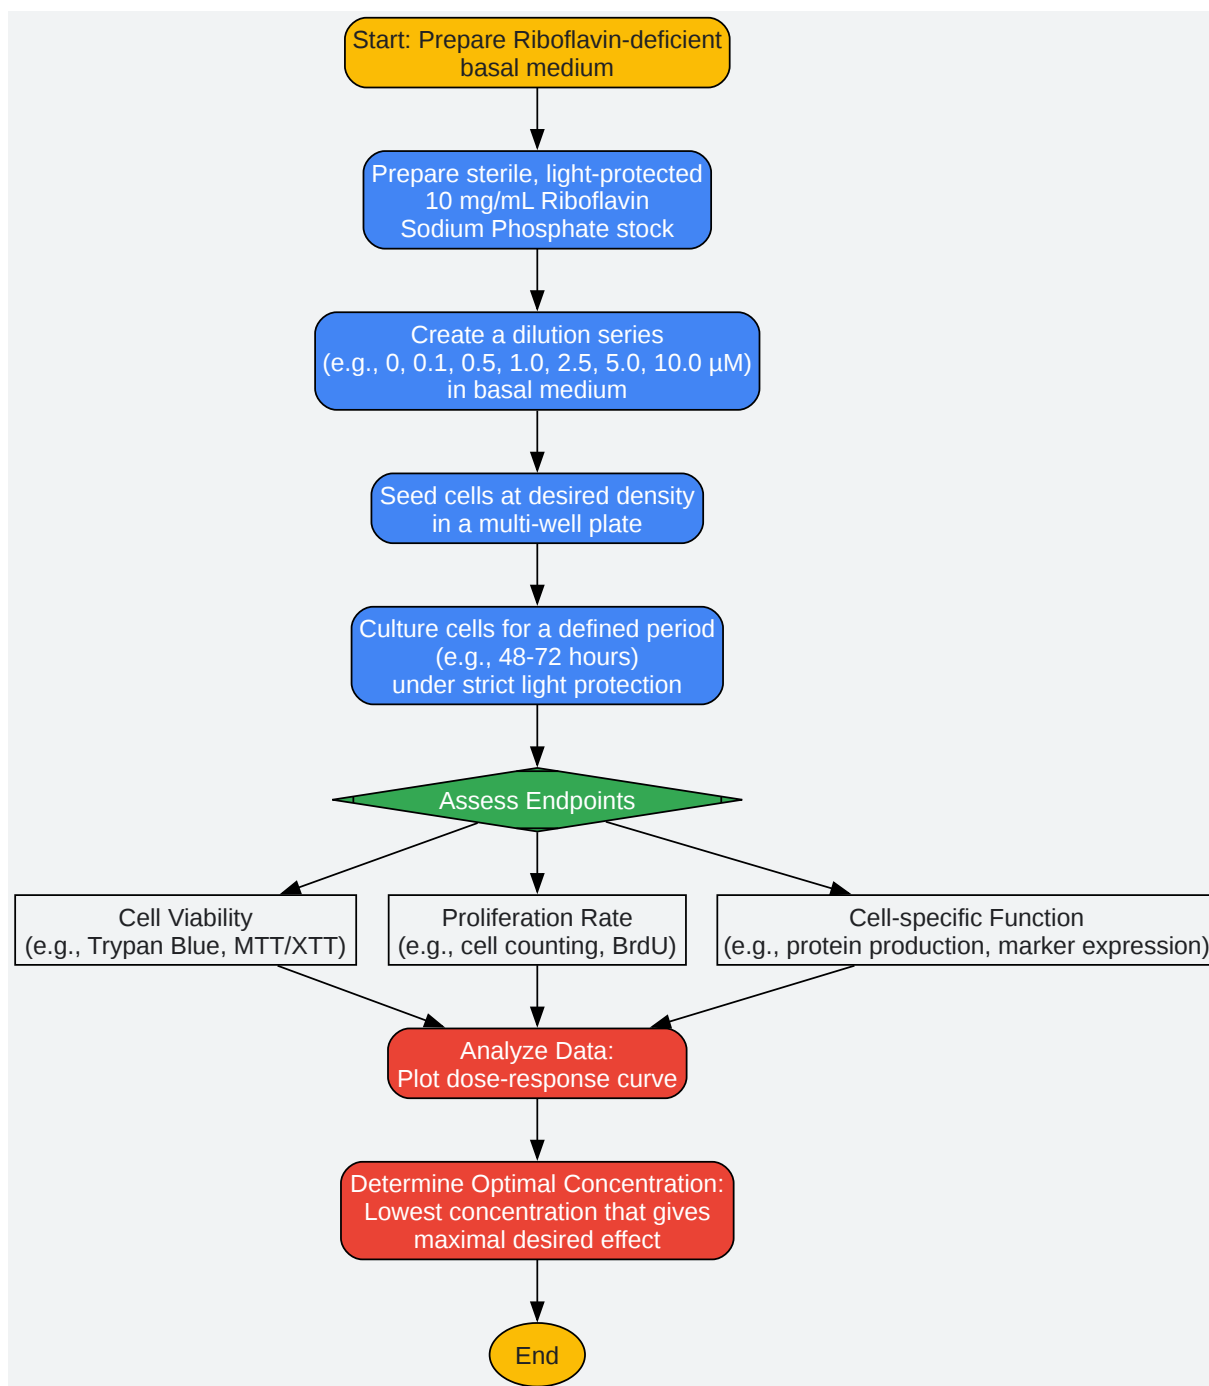 Start: Prepare Riboflavin-deficient
basal medium
Prepare sterile, light-protected
10 mg/mL Riboflavin
Sodium Phosphate stock
Create a dilution series
(e.g., 0, 0.1, 0.5, 1.0, 2.5, 5.0, 10.0 µM)
in basal medium
Seed cells at desired density
in a multi-well plate
Culture cells for a defined period
(e.g., 48-72 hours)
under strict light protection
Assess Endpoints
Cell Viability
(e.g., Trypan Blue, MTT/XTT)
Proliferation Rate
(e.g., cell counting, BrdU)
Cell-specific Function
(e.g., protein production, marker expression)
Analyze Data:
Plot dose-response curve
Determine Optimal Concentration:
Lowest concentration that gives
maximal desired effect
End